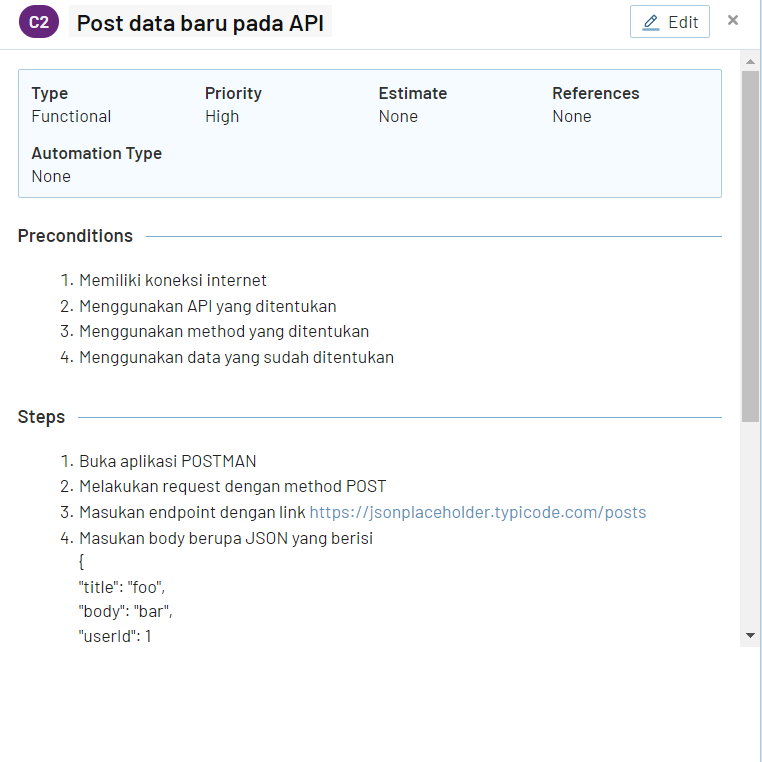 C2 Post data baru pada API Edit ×
Type Priority Estimate References
Functional High None None
Automation Type
None
Preconditions
1. Memiliki koneksi internet
2. Menggunakan API yang ditentukan
3. Menggunakan method yang ditentukan
4. Menggunakan data yang sudah ditentukan
Steps
1. Buka aplikasi POSTMAN
2. Melakukan request dengan method POST
3. Masukan endpoint dengan link https://jsonplaceholder.typicode.com/posts
4. Masukan body berupa JSON yang berisi
{
"title": "foo",
"body": "bar",
"userId": 1